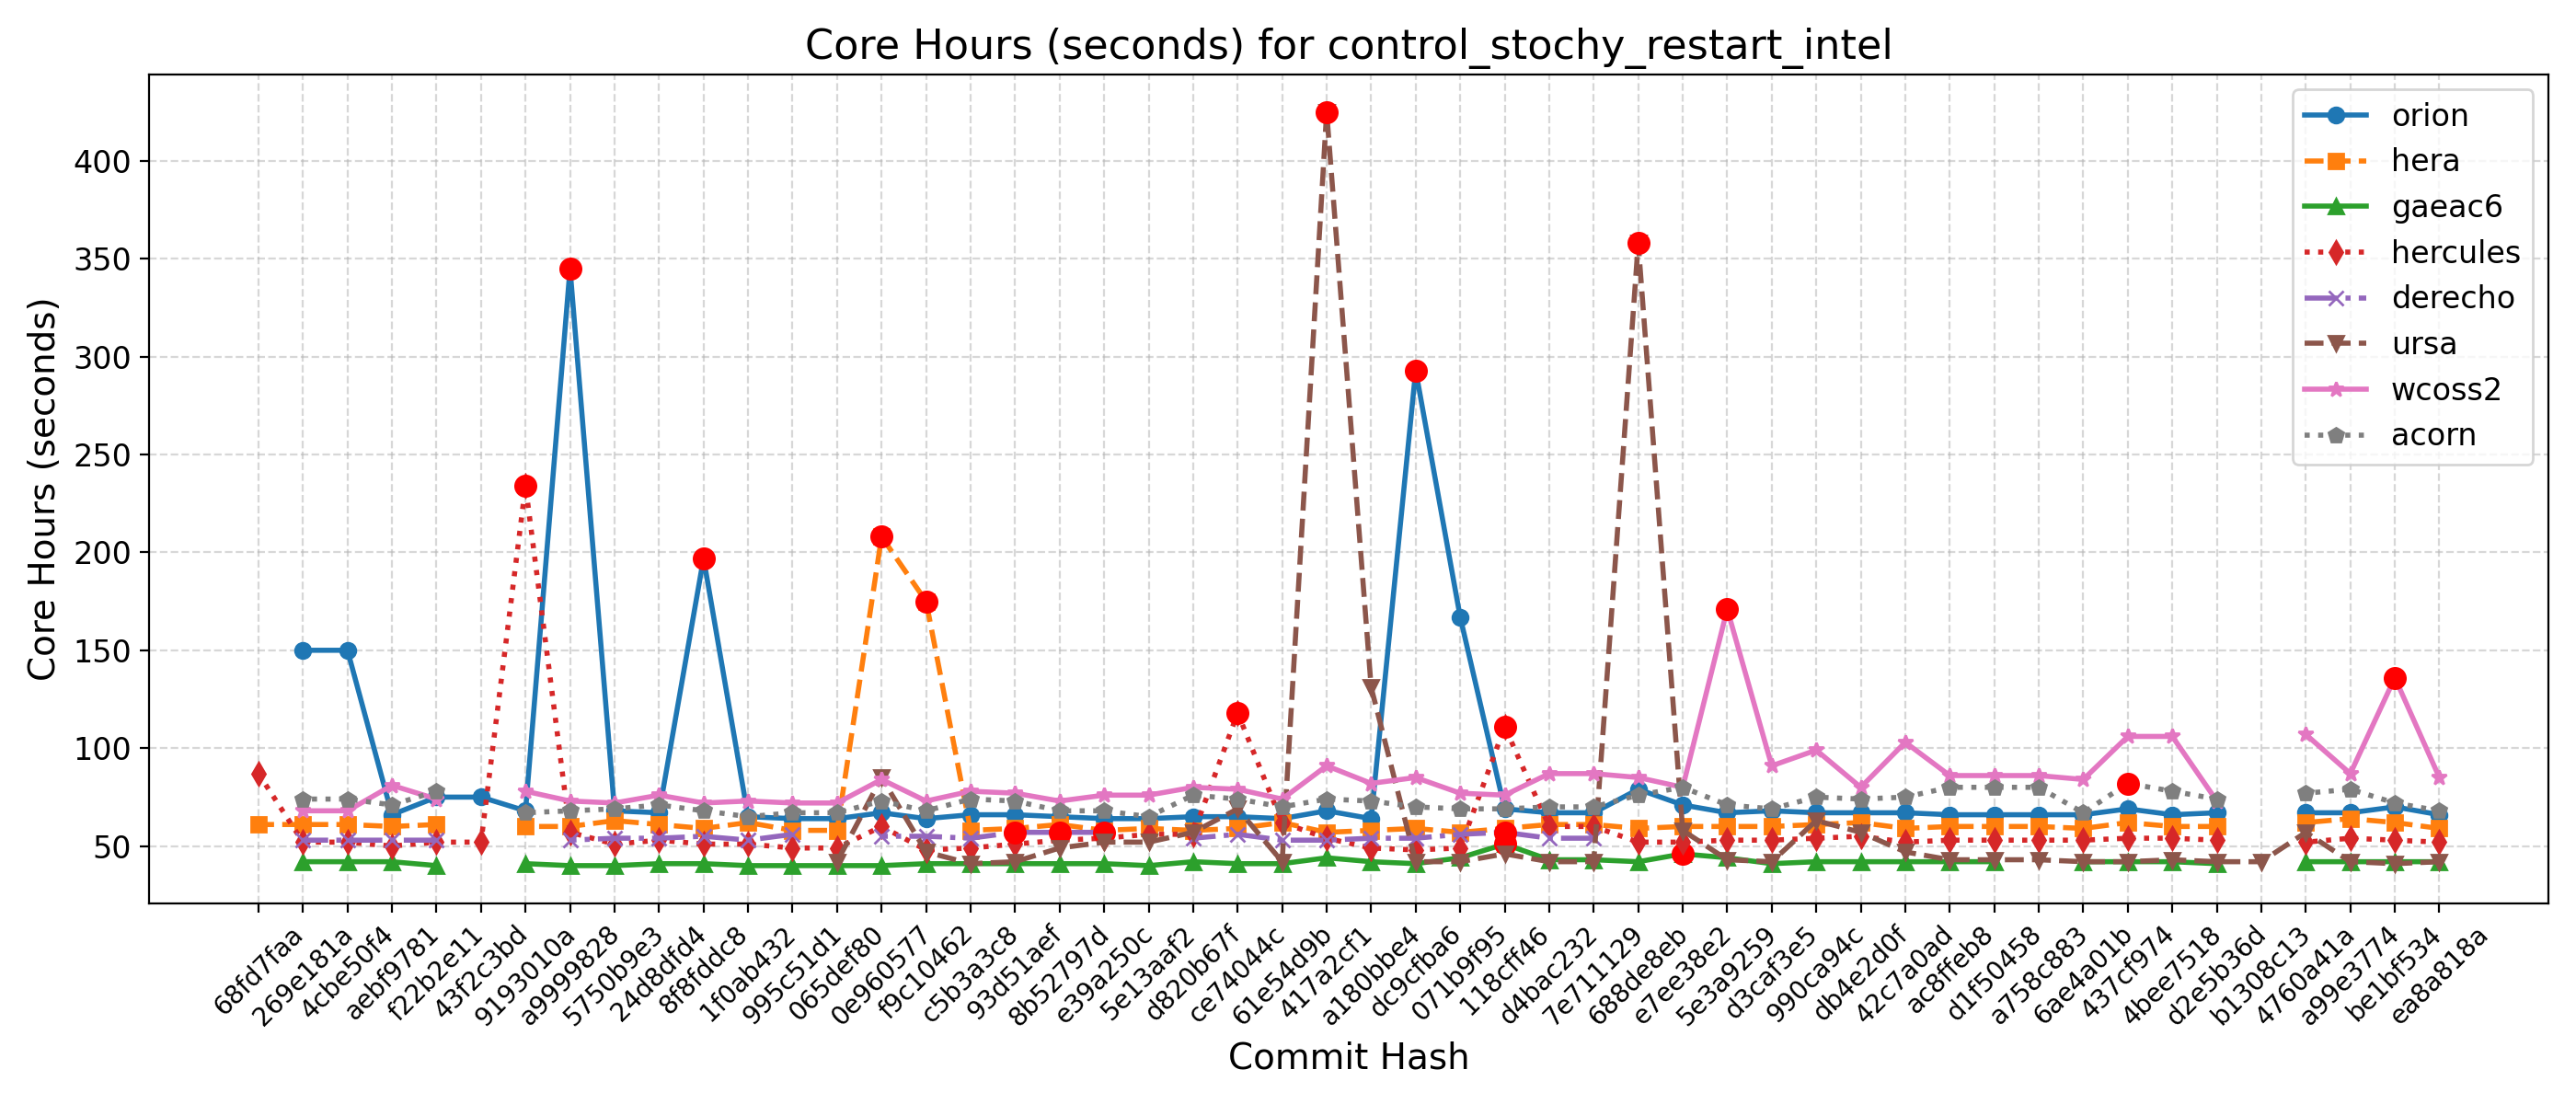 Core Hours (seconds) for control_stochy_restart_intel
Core Hours (seconds)
400
350
300
250
200
150
100
50
orion
hera
gaeac6
hercules
derecho
ursa
wcoss2
acorn
68fd7faa
269e181a
4cbe50f4
aebf9781
f22b2e11
43f2c3bd
9193010a
a9999828
5750b9e3
24d8dfd4
8f8fddc8
1f0ab432
995c51d1
065def80
0e960577
f9c10462
c5b3a3c8
93d51aef
8b52797d
e39a250c
5e13aaf2
d820b67f
ce74044c
61e54d9b
417a2cf1
a180bbe4
dc9cfba6
071b9f95
118cff46
d4bac232
7e711129
688de8eb
e7ee38e2
5e3a9259
d3caf3e5
990ca94c
db4e2d0f
42c7a0ad
ac8ffeb8
d1f50458
a758c883
6ae4a01b
437cf974
4bee7518
d2e5b36d
b1308c13
4760a41a
a99e3774
be1bf534
ea8a818a
Commit Hash